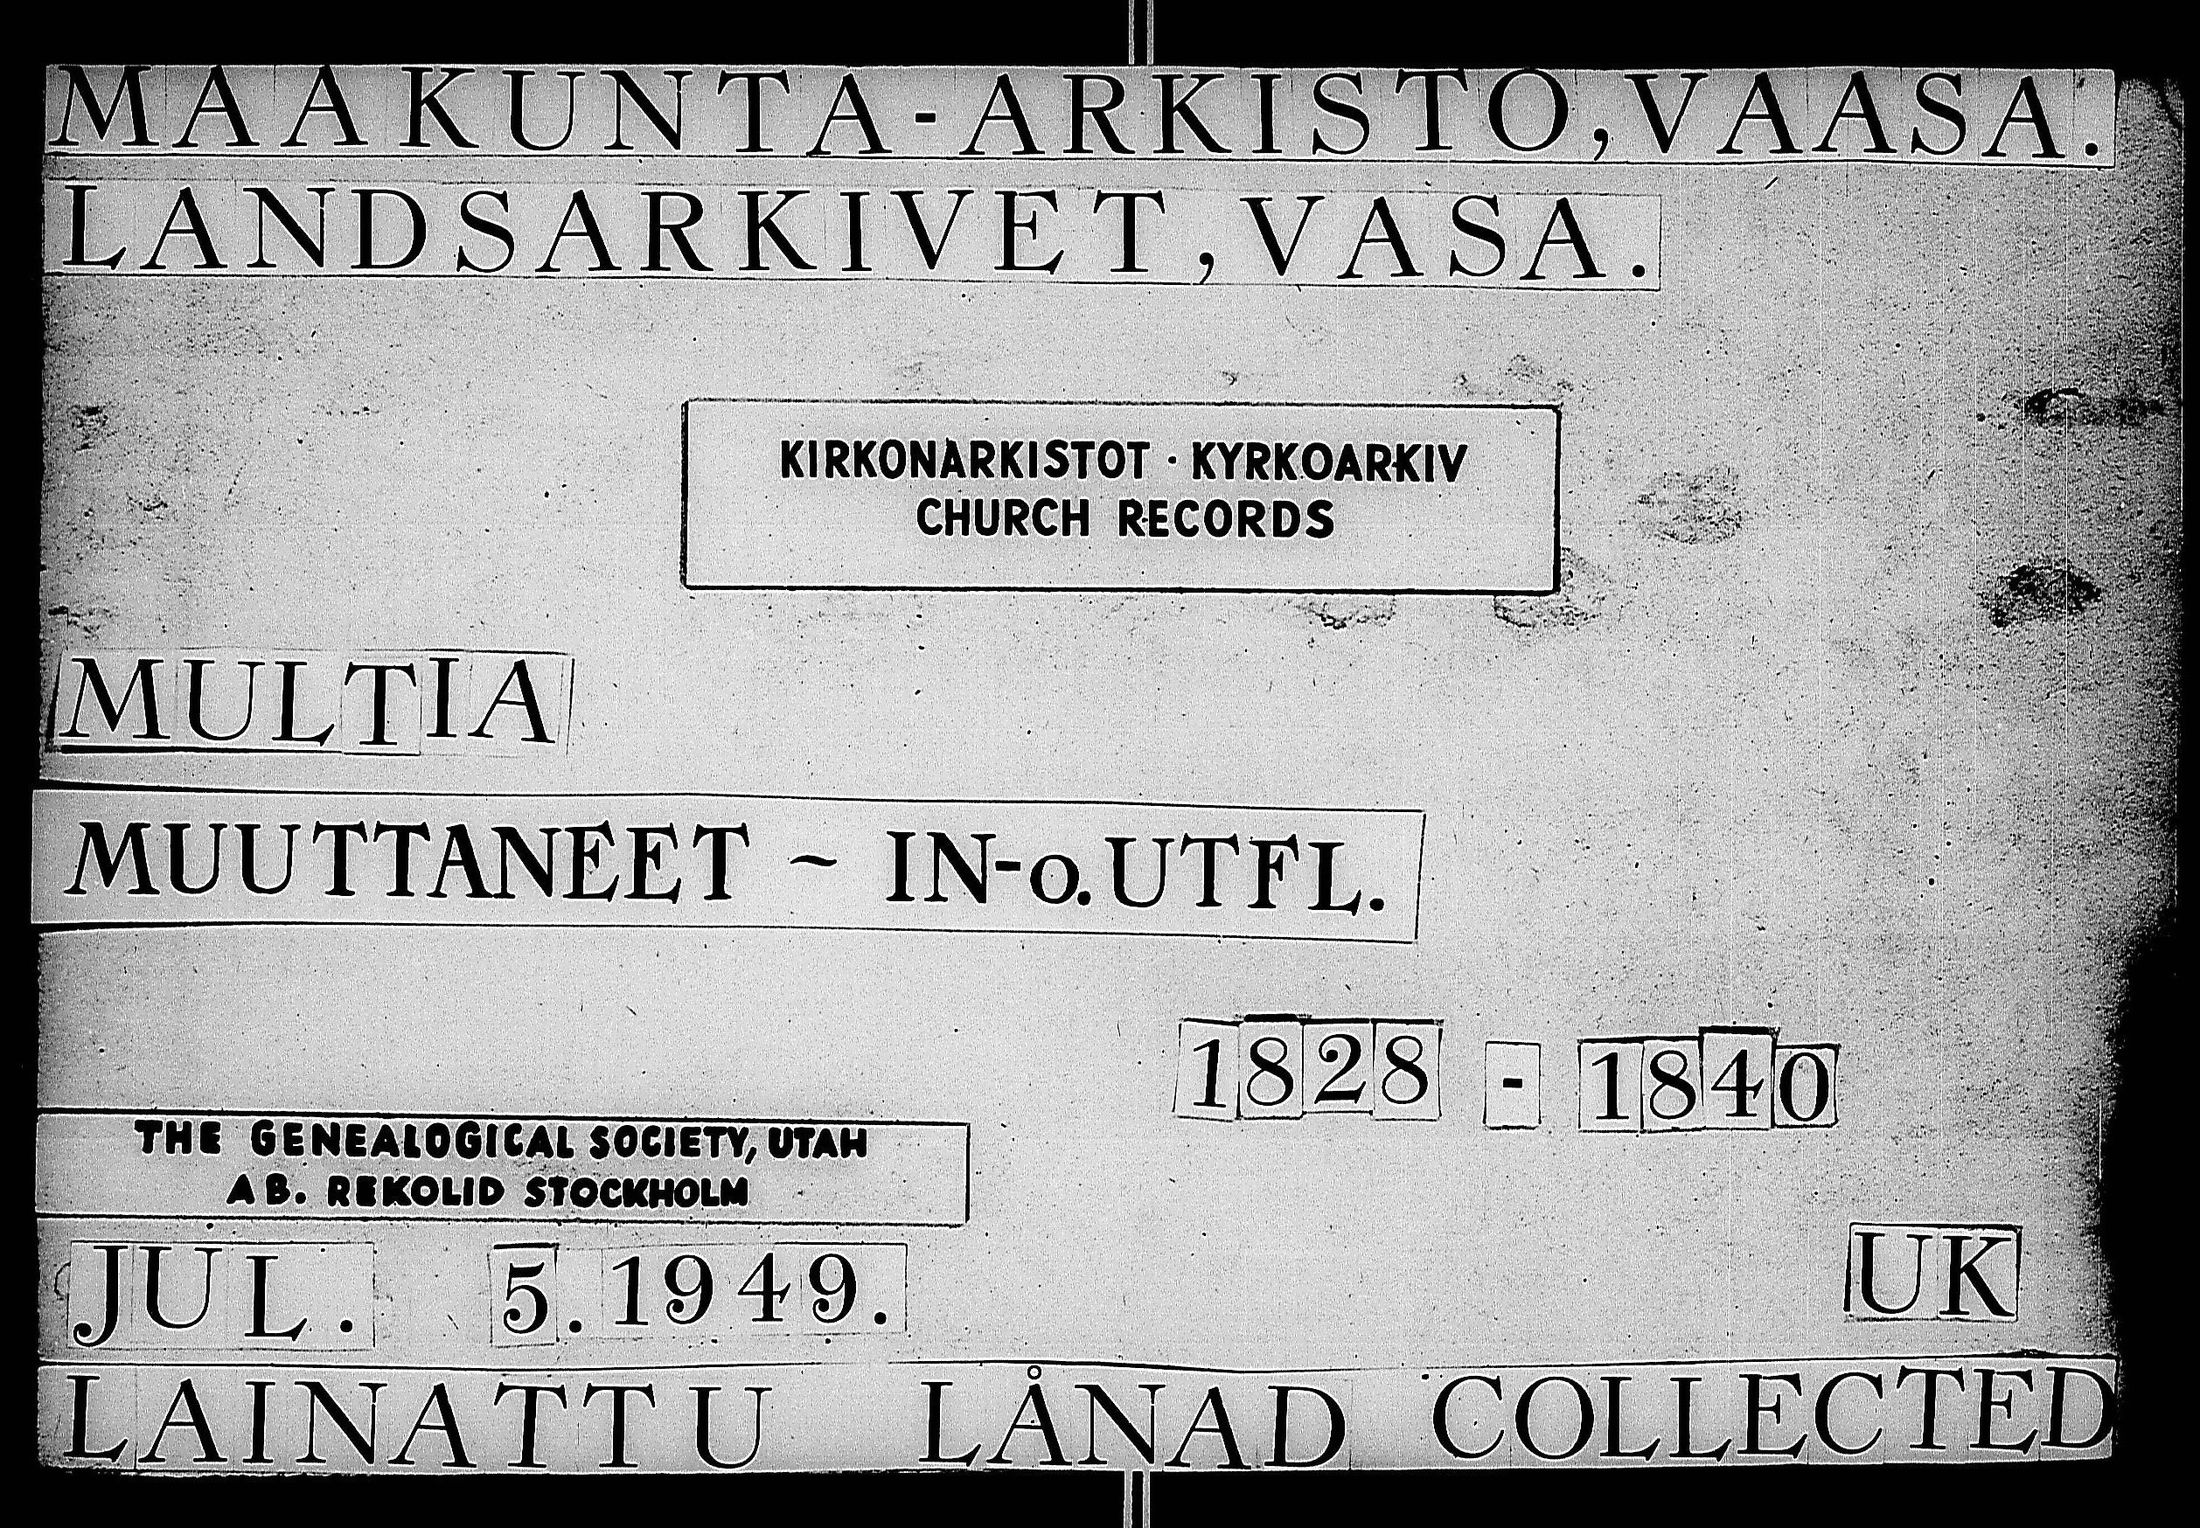 MAAKUNTA-ARKISTO, VAASA.
LANDSARKIVET, VASA.
KIRKONARKISTOT · KYRKOARKIV
CHURCH RECORDS
MULTIA
MUUTTANEET ~ IN-o. UTFL.
1828 - 1840
THE GENEALOGICAL SOCIETY, UTAH
AB. REKOLID STOCKHOLM
JUL. 5. 1949. UK
LAINATTU LÅNAD COLLECTED